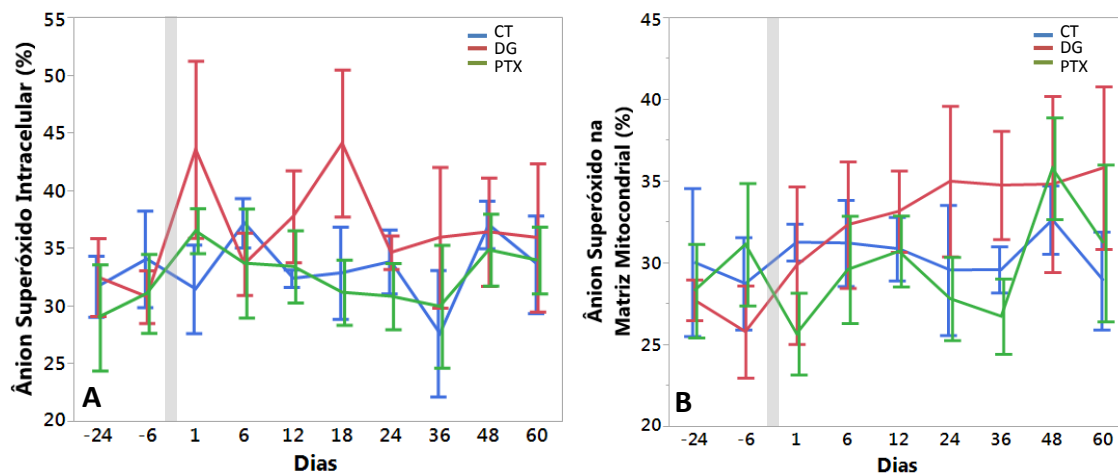 Ânion Superóxido Intracelular (%)
55
50
45
40
35
30
25
20
CT
DG
PTX
A
-24 -6 1 6 12 18 24 36 48 60
Dias
Ânion Superóxido na
Matriz Mitocondrial (%)
45
40
35
30
25
20
CT
DG
PTX
B
-24 -6 1 6 12 24 36 48 60
Dias